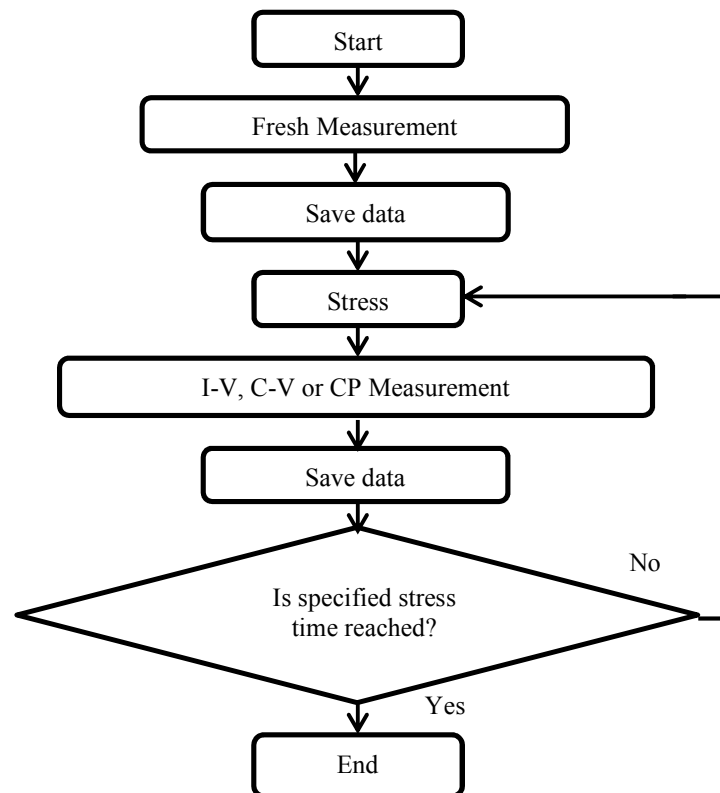 Start
Fresh Measurement
Save data
Stress
I-V, C-V or CP Measurement
Save data
No
Is specified stress
time reached?
Yes
End